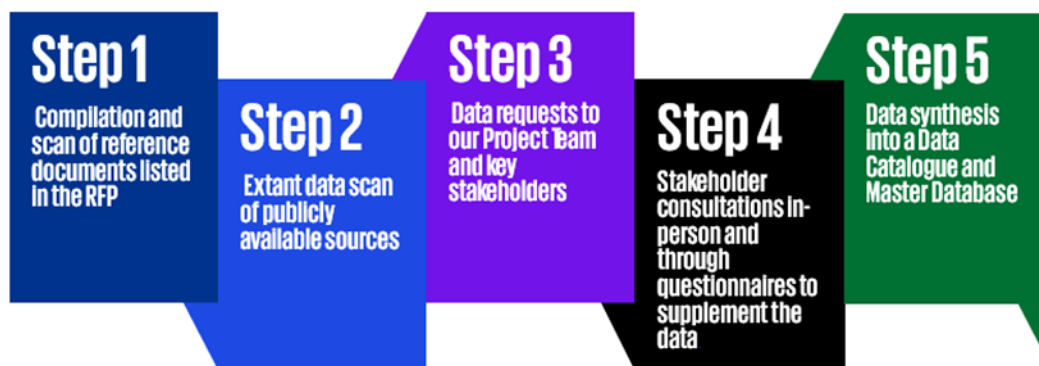 Step 1
Compilation and
scan of reference
documents listed
in the RFP
Step 2
Extant data scan
of publicly
available sources
Step 3
Data requests to
our Project Team
and key
stakeholders
Step 4
Stakeholder
consultations in-
person and
through
questionnaires to
supplement the
data
Step 5
Data synthesis
into a Data
Catalogue and
Master Database